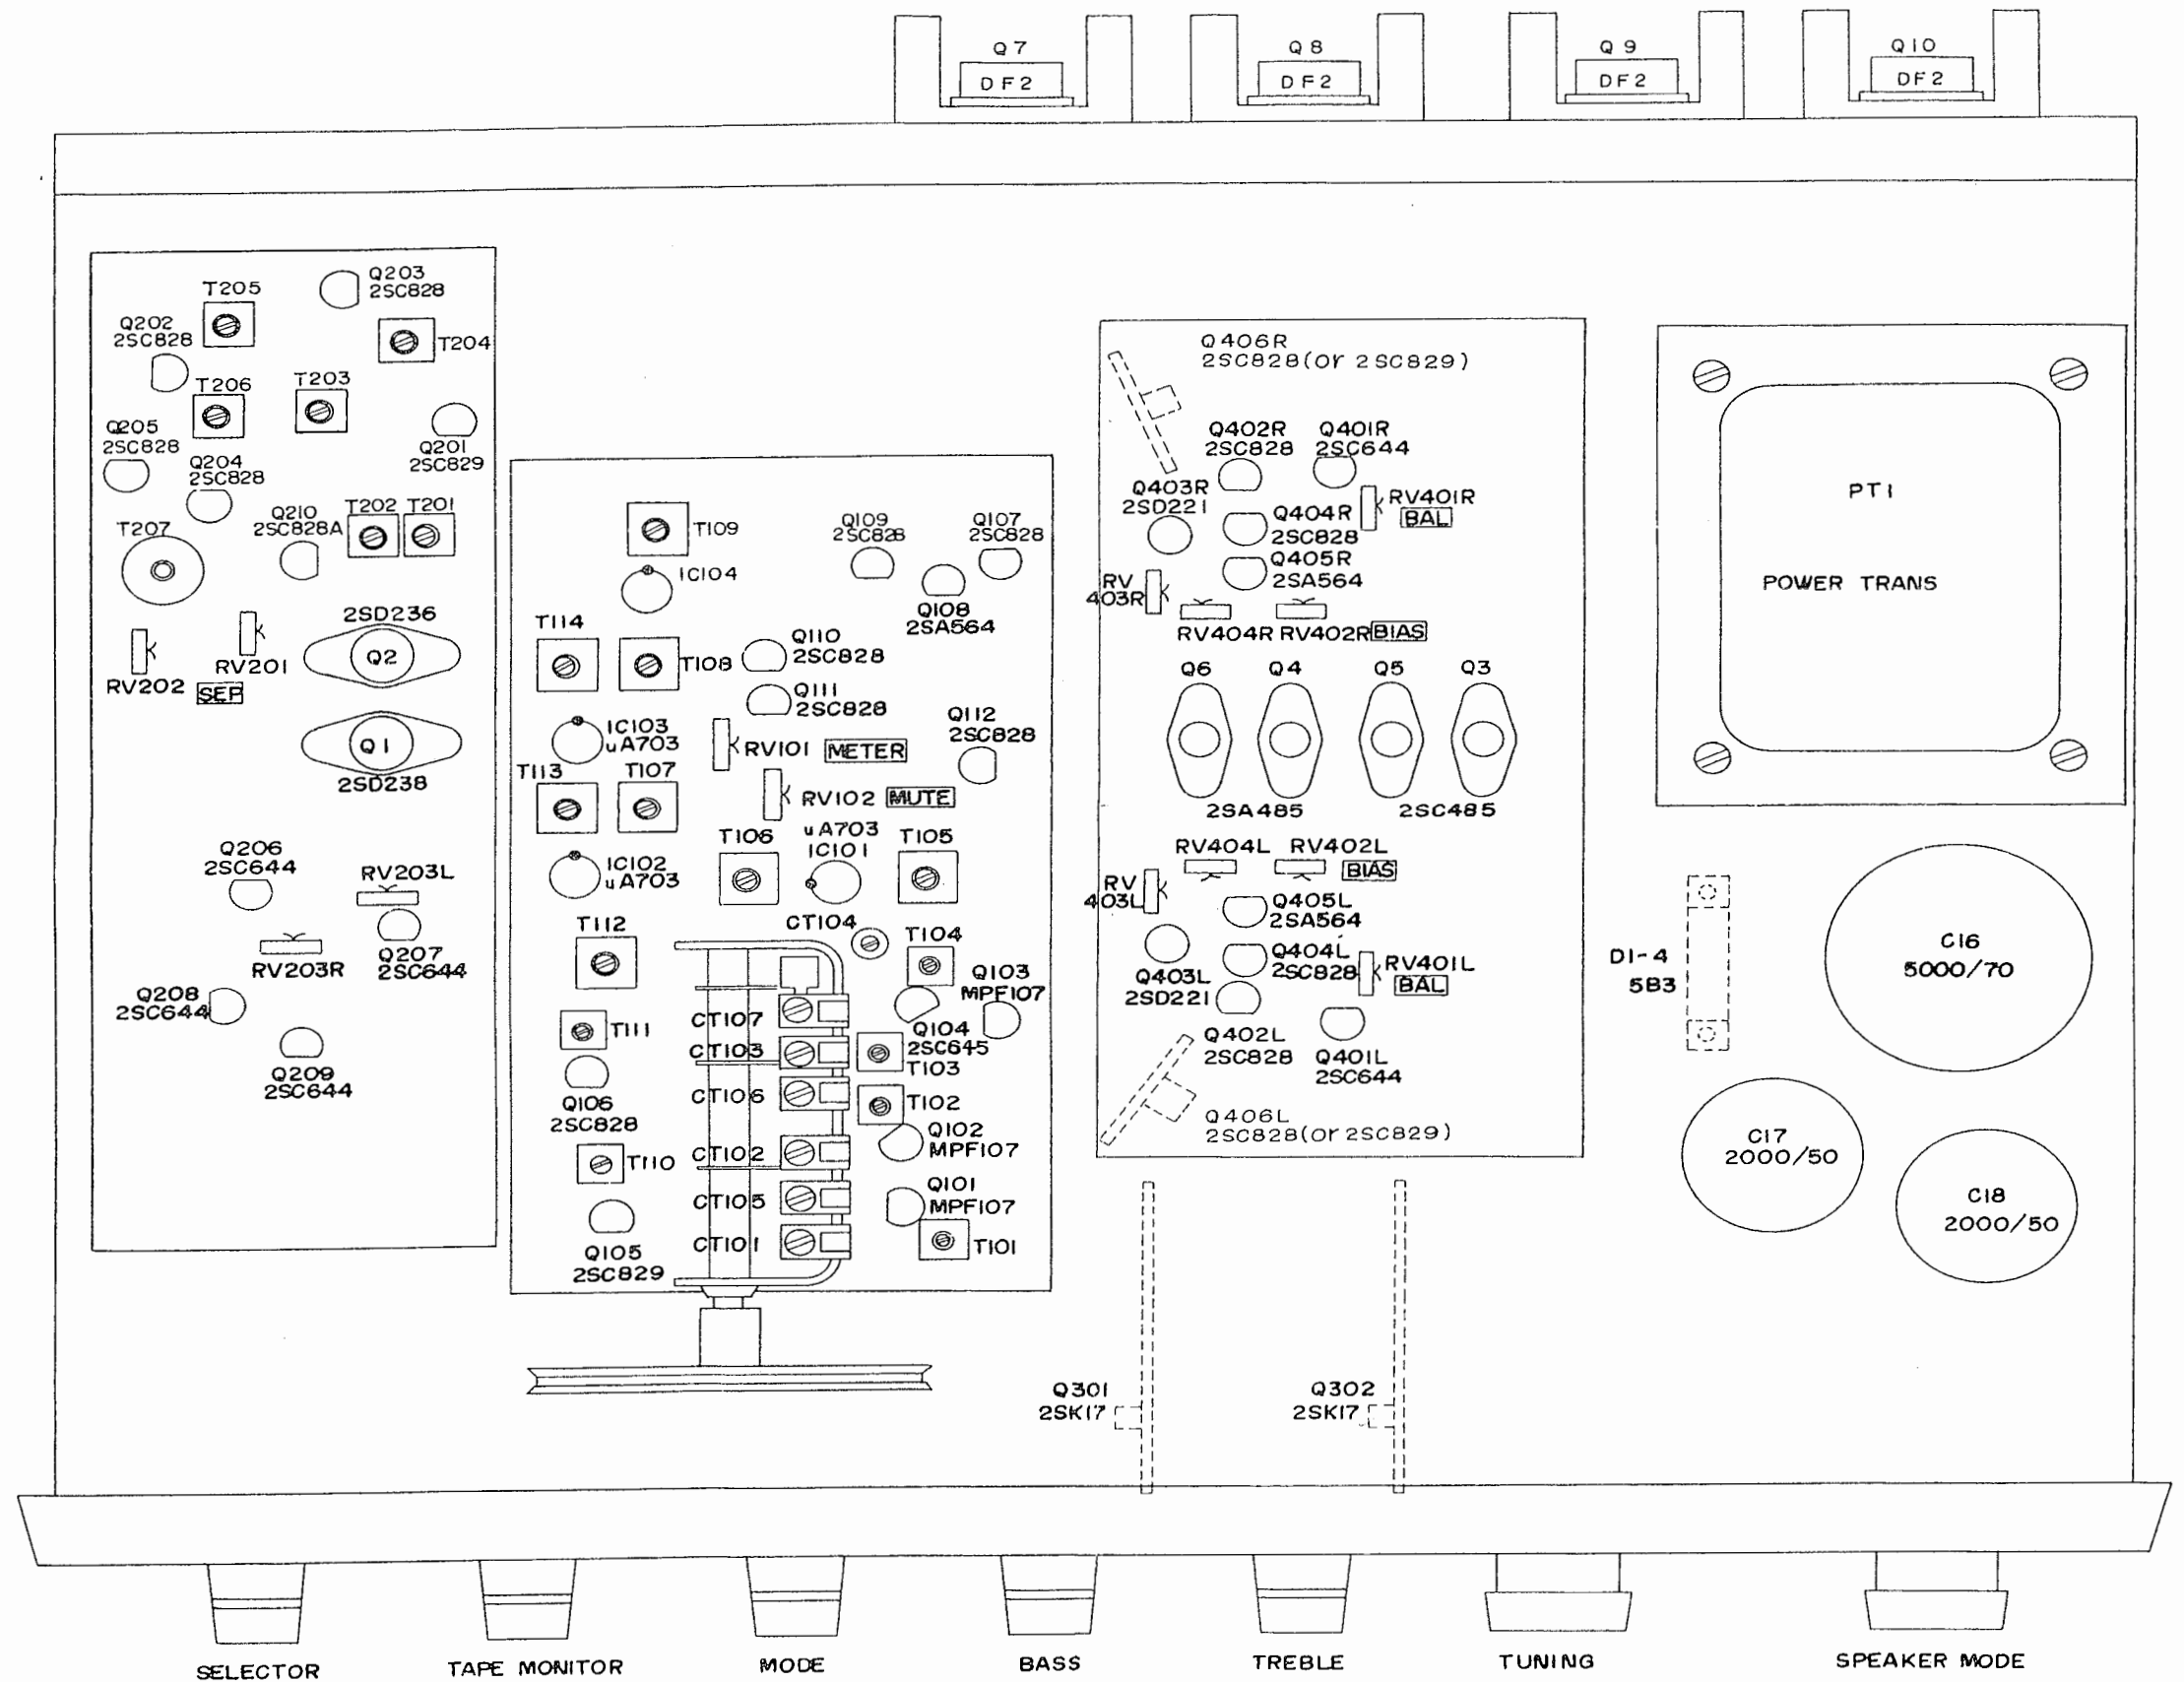 Q7
DF2
Q8
DF2
Q9
DF2
Q10
DF2
T205
Q203
2SC828
Q202
2SC828
T204
T206
T203
Q205
2SC828
Q201
2SC829
Q204
2SC828
Q210
2SC828A
T202
T201
T207
2SD236
Q2
RV201
RV202
SEP
Q1
2SD238
Q206
2SC644
RV203L
RV203R
Q207
2SC644
Q208
2SC644
Q209
2SC644
T109
IC104
Q109
2SC828
Q107
2SC828
Q108
2SA564
T114
T108
Q110
2SC828
Q111
2SC828
Q112
2SC828
IC103
uA703
RV101
METER
T113
T107
RV102
MUTE
T106
uA703
IC101
T105
IC102
uA703
CT104
T112
T104
Q103
MPF107
CT107
T111
Q104
2SC645
CT103
T103
Q106
2SC828
CT106
T102
Q102
MPF107
CT102
T110
Q101
MPF107
CT105
CT101
T101
Q105
2SC829
Q406R
2SC828(or 2SC829)
Q402R
2SC828
Q401R
2SC644
Q403R
2SD221
RV401R
BAL
Q404R
2SC828
Q405R
2SA564
RV
403R
RV404R
RV402R
BIAS
Q6
Q4
Q5
Q3
2SA485
2SC485
RV404L
RV402L
BIAS
RV
403L
Q405L
2SA564
Q404L
2SC828
RV401L
BAL
Q403L
2SD221
Q402L
2SC828
Q401L
2SC644
Q406L
2SC828(or 2SC829)
PT1
POWER TRANS
D1-4
5B3
C16
5000/70
C17
2000/50
C18
2000/50
Q301
2SK17
Q302
2SK17
SELECTOR
TAPE MONITOR
MODE
BASS
TREBLE
TUNING
SPEAKER MODE